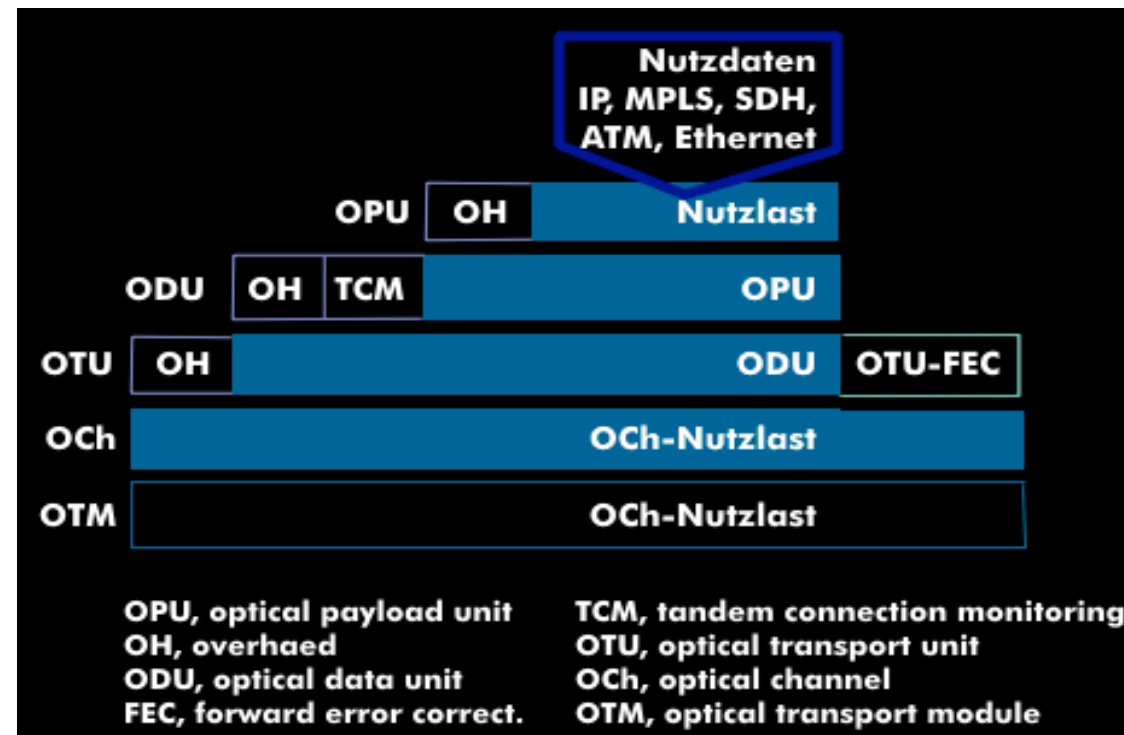 Nutzdaten
IP, MPLS, SDH,
ATM, Ethernet
OPU OH Nutzlast
ODU OH TCM OPU
OTU OH ODU OTU-FEC
OCh OCh-Nutzlast
OTM OCh-Nutzlast
OPU, optical payload unit
OH, overhaed
ODU, optical data unit
FEC, forward error correct.
TCM, tandem connection monitoring
OTU, optical transport unit
OCh, optical channel
OTM, optical transport module